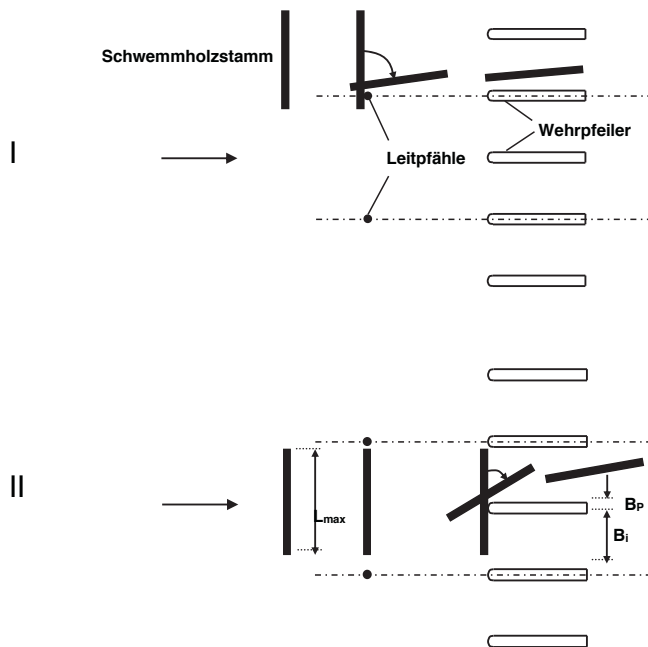 Schwemmholzstamm
Wehrpfeiler
Leitpfähle
I
II
Lmax
BP
Bi